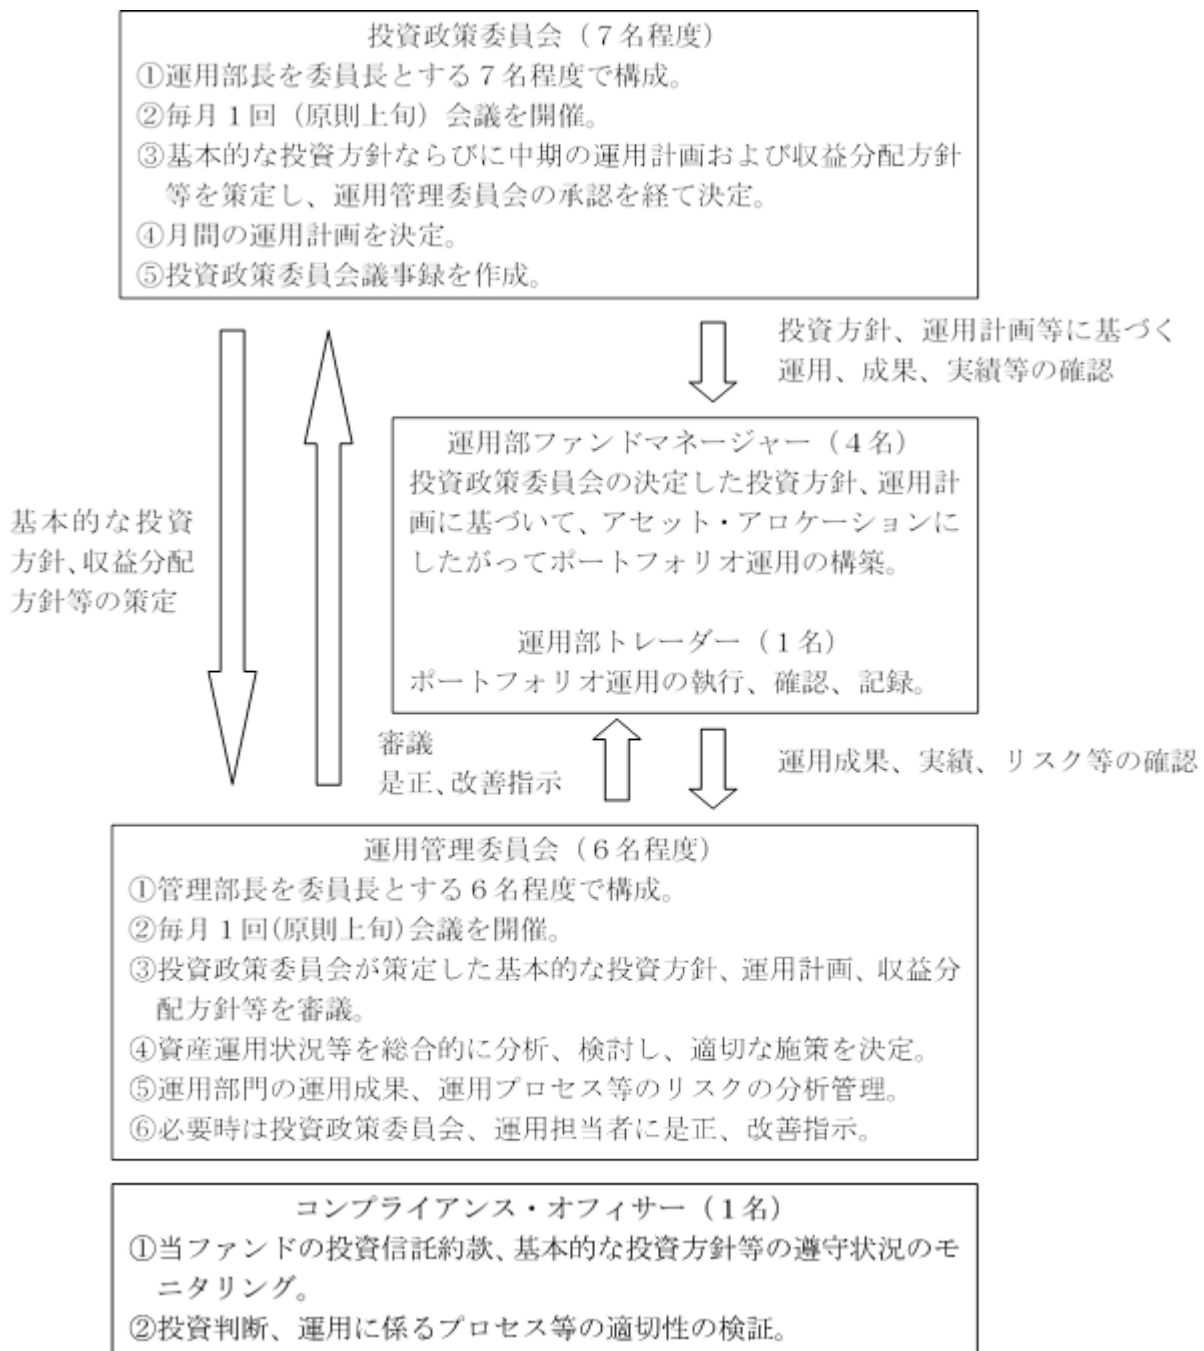 投資政策委員会（７名程度）
①運用部長を委員長とする７名程度で構成。
②毎月１回（原則上旬）会議を開催。
③基本的な投資方針ならびに中期の運用計画および収益分配方針
等を策定し、運用管理委員会の承認を経て決定。
④月間の運用計画を決定。
⑤投資政策委員会議事録を作成。
投資方針、運用計画等に基づく
運用、成果、実績等の確認
運用部ファンドマネージャー（４名）
投資政策委員会の決定した投資方針、運用計
画に基づいて、アセット・アロケーションに
したがってポートフォリオ運用の構築。
運用部トレーダー（１名）
ポートフォリオ運用の執行、確認、記録。
基本的な投資
方針、収益分配
方針等の策定
審議
是正、改善指示
運用成果、実績、リスク等の確認
運用管理委員会（６名程度）
①管理部長を委員長とする６名程度で構成。
②毎月１回(原則上旬)会議を開催。
③投資政策委員会が策定した基本的な投資方針、運用計画、収益分
配方針等を審議。
④資産運用状況等を総合的に分析、検討し、適切な施策を決定。
⑤運用部門の運用成果、運用プロセス等のリスクの分析管理。
⑥必要時は投資政策委員会、運用担当者に是正、改善指示。
コンプライアンス・オフィサー（１名）
①当ファンドの投資信託約款、基本的な投資方針等の遵守状況のモ
ニタリング。
②投資判断、運用に係るプロセス等の適切性の検証。